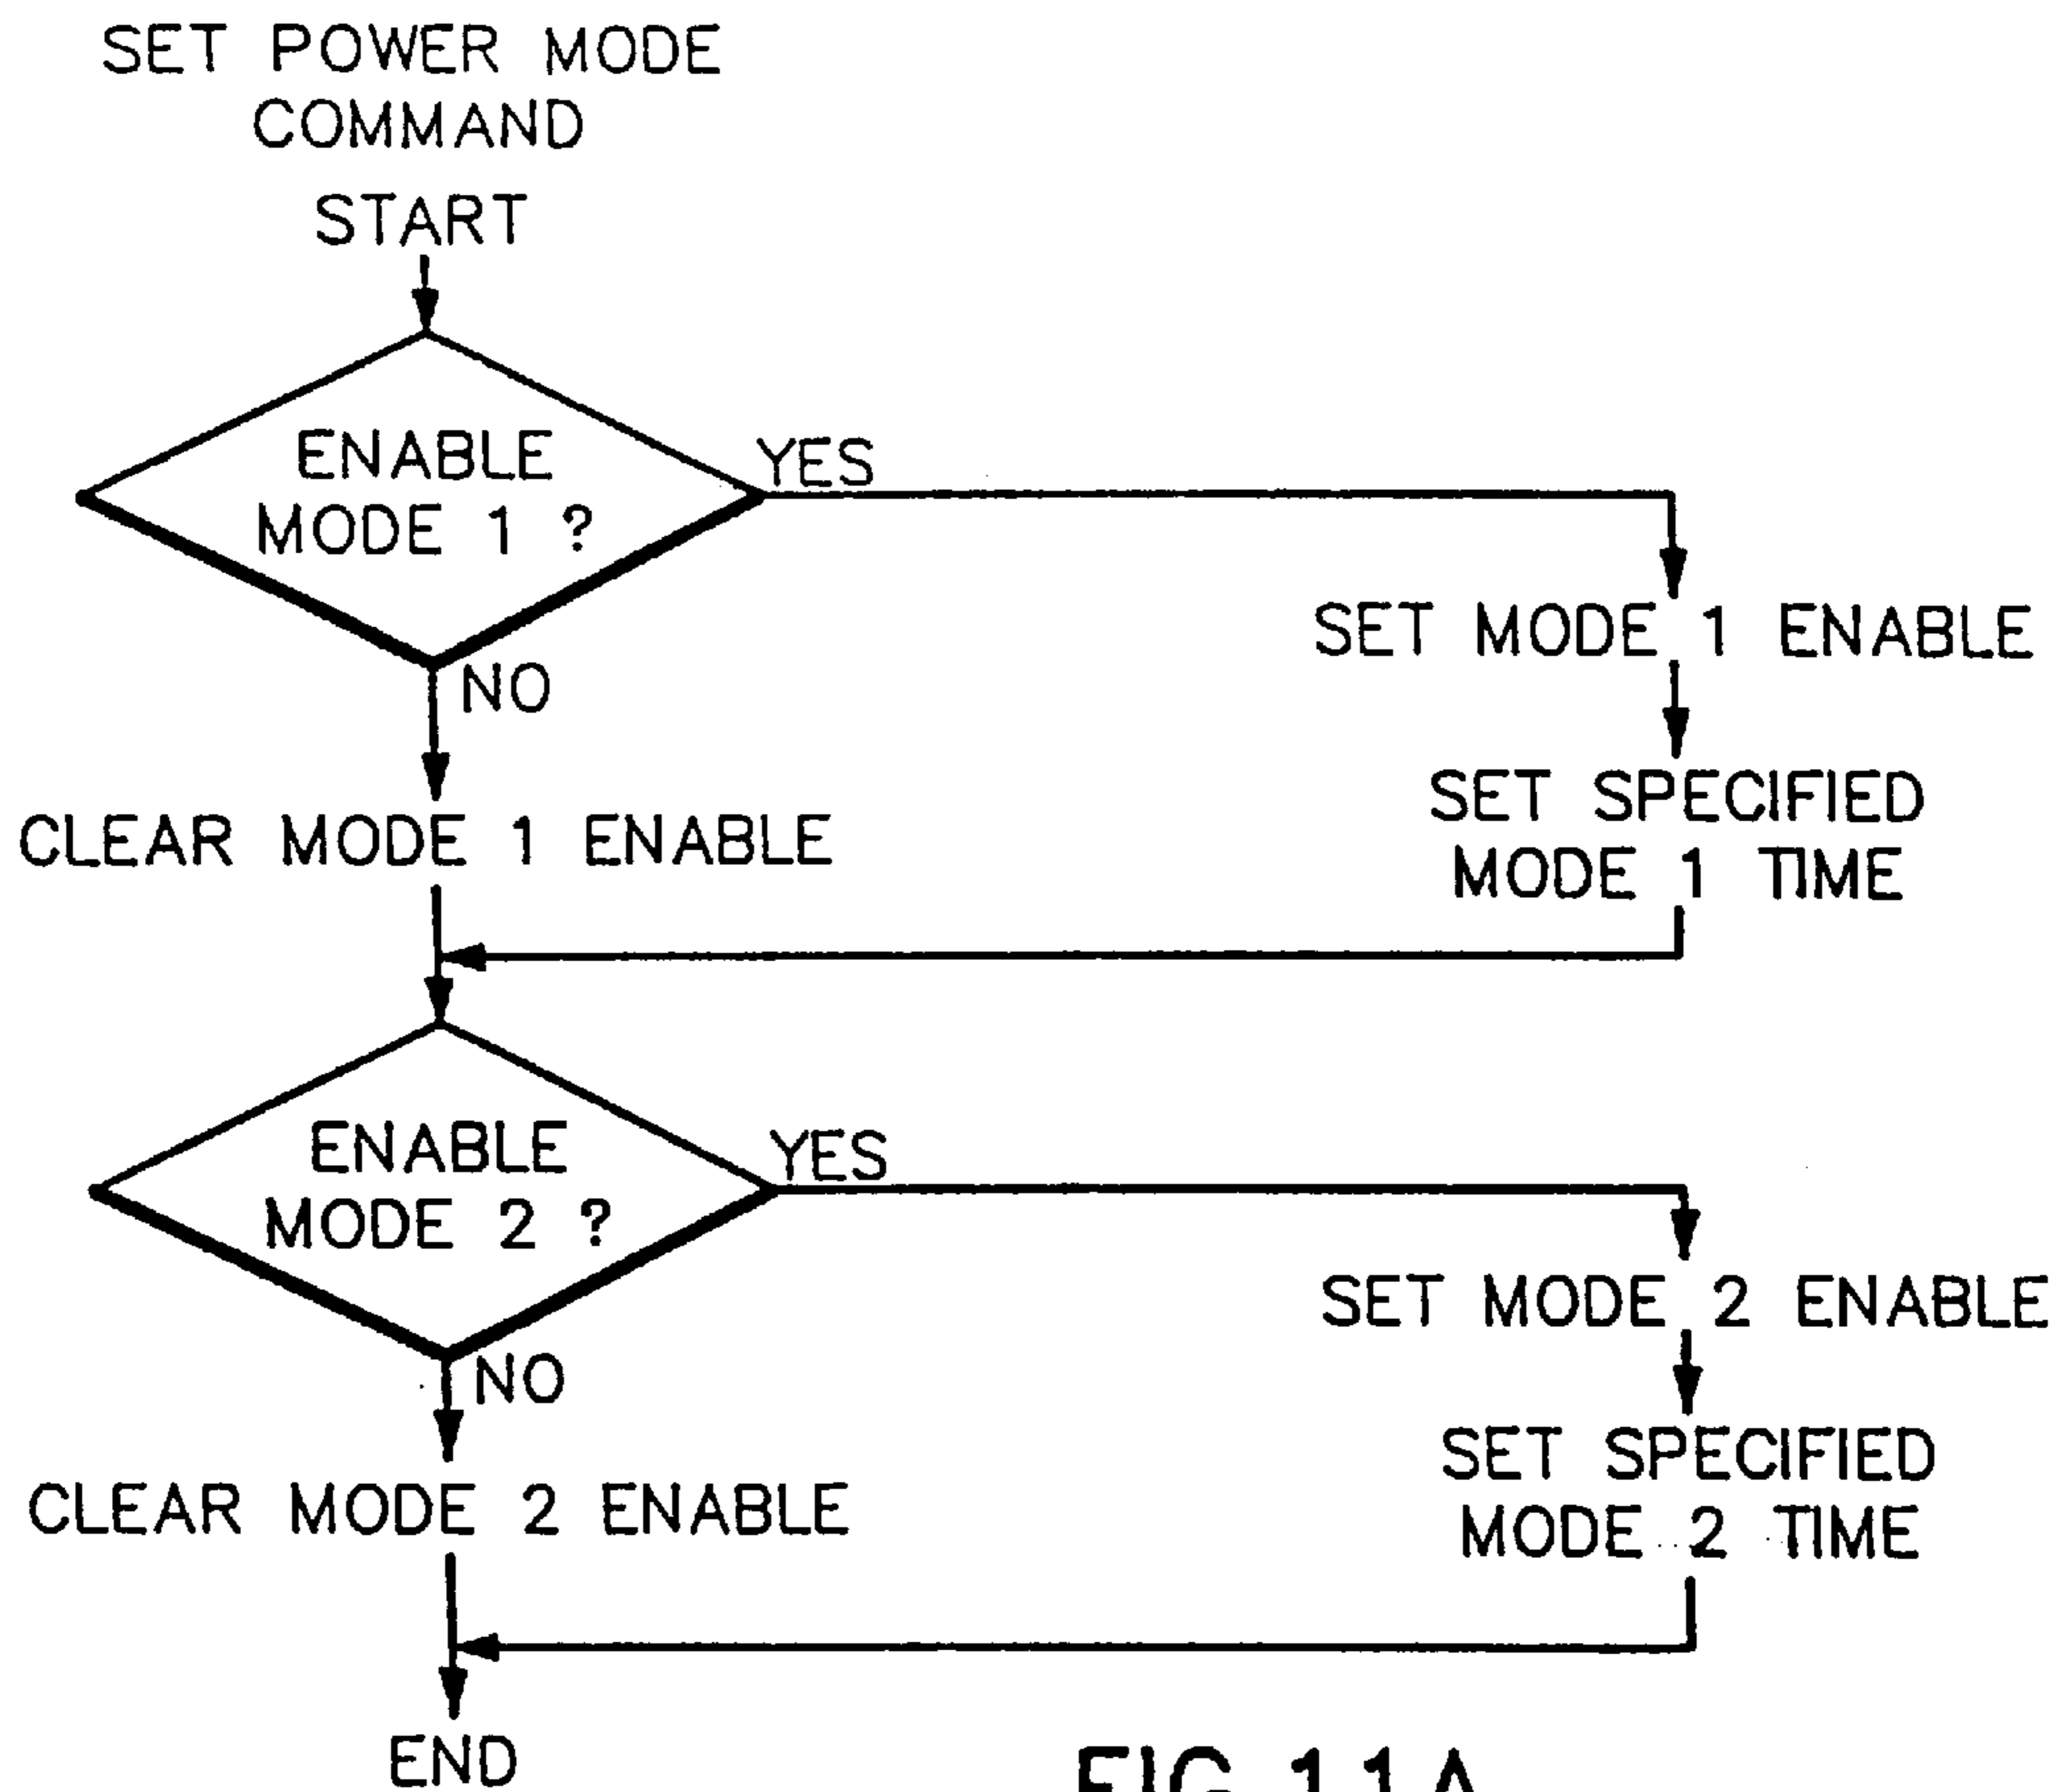 SET POWER MODE
COMMAND
START
ENABLE
MODE 1 ?
YES
NO
SET MODE 1 ENABLE
SET SPECIFIED
MODE 1 TIME
CLEAR MODE 1 ENABLE
ENABLE
MODE 2 ?
YES
NO
SET MODE 2 ENABLE
SET SPECIFIED
MODE 2 TIME
CLEAR MODE 2 ENABLE
END
FIG.11A